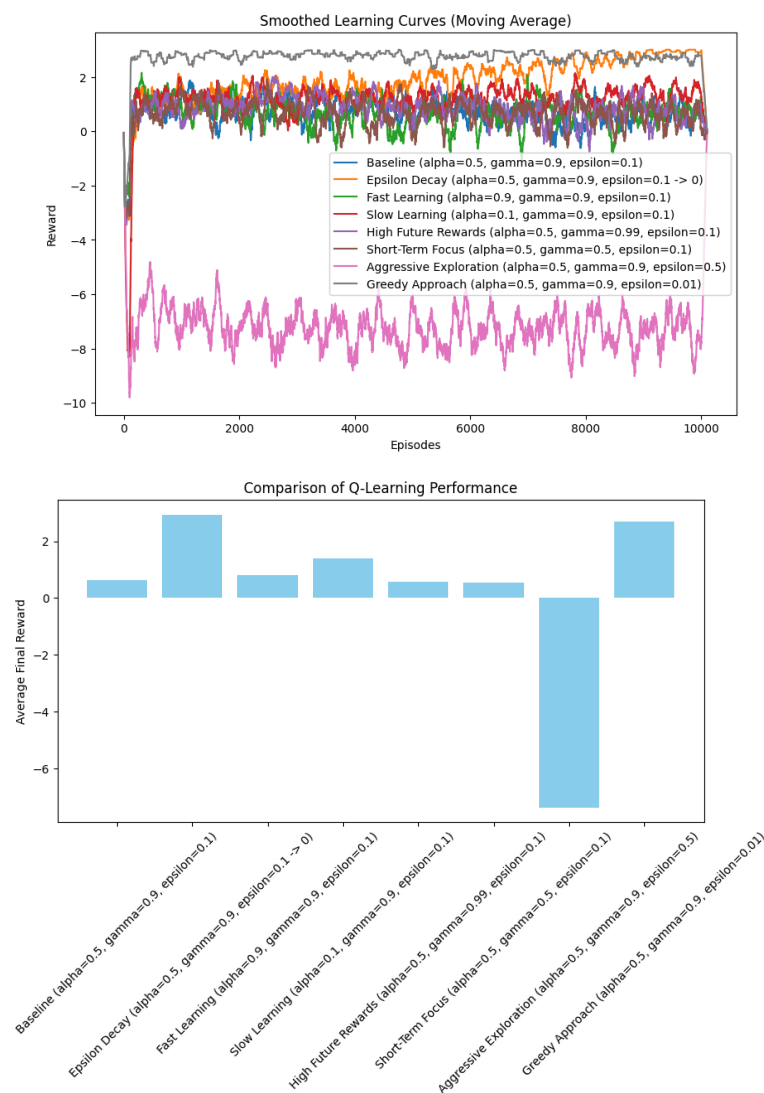 Smoothed Learning Curves (Moving Average)
2
0
−2
−4
−6
−8
−10
Reward
Baseline (alpha=0.5, gamma=0.9, epsilon=0.1)
Epsilon Decay (alpha=0.5, gamma=0.9, epsilon=0.1 -> 0)
Fast Learning (alpha=0.9, gamma=0.9, epsilon=0.1)
Slow Learning (alpha=0.1, gamma=0.9, epsilon=0.1)
High Future Rewards (alpha=0.5, gamma=0.99, epsilon=0.1)
Short-Term Focus (alpha=0.5, gamma=0.5, epsilon=0.1)
Aggressive Exploration (alpha=0.5, gamma=0.9, epsilon=0.5)
Greedy Approach (alpha=0.5, gamma=0.9, epsilon=0.01)
0 2000 4000 6000 8000 10000
Episodes
Comparison of Q-Learning Performance
2
0
−2
−4
−6
Average Final Reward
Baseline (alpha=0.5, gamma=0.9, epsilon=0.1)
Epsilon Decay (alpha=0.5, gamma=0.9, epsilon=0.1 -> 0)
Fast Learning (alpha=0.9, gamma=0.9, epsilon=0.1)
Slow Learning (alpha=0.1, gamma=0.9, epsilon=0.1)
High Future Rewards (alpha=0.5, gamma=0.99, epsilon=0.1)
Short-Term Focus (alpha=0.5, gamma=0.5, epsilon=0.1)
Aggressive Exploration (alpha=0.5, gamma=0.9, epsilon=0.5)
Greedy Approach (alpha=0.5, gamma=0.9, epsilon=0.01)